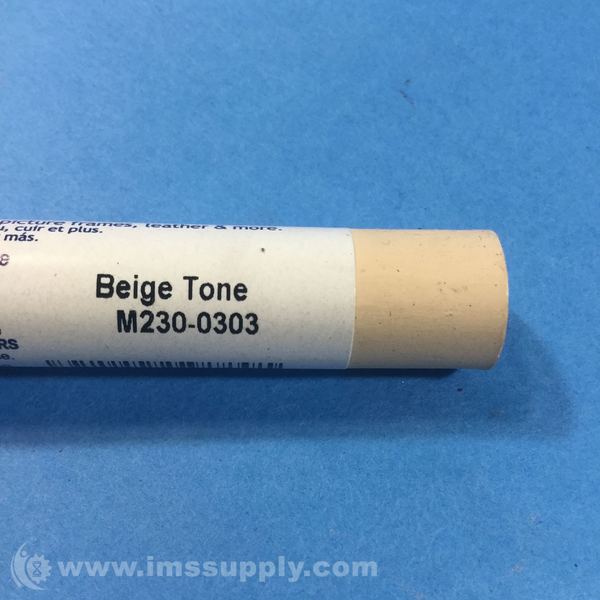 picture frames, leather & more.
cuir et plus.
más.
Beige Tone
M230-0303
RS
www.imssupply.com